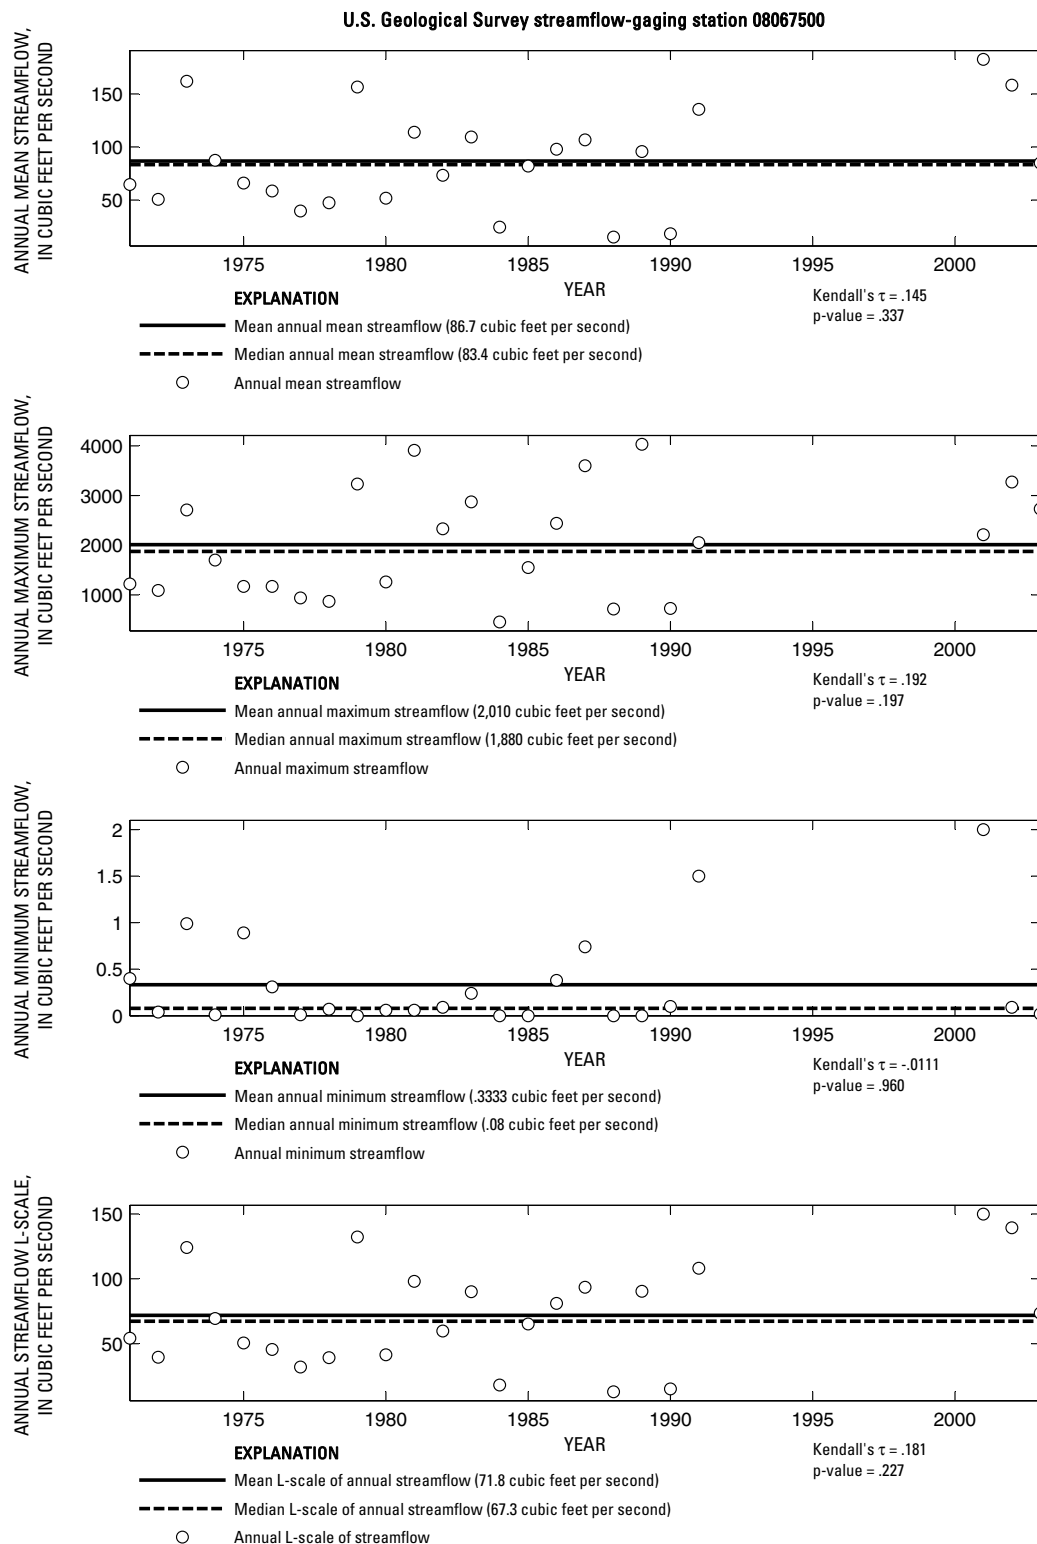 U.S. Geological Survey streamflow-gaging station 08067500
ANNUAL MEAN STREAMFLOW,
IN CUBIC FEET PER SECOND
150
100
50
1975 1980 1985 1990 1995 2000
YEAR
Kendall's τ = .145
p-value = .337
EXPLANATION
Mean annual mean streamflow (86.7 cubic feet per second)
Median annual mean streamflow (83.4 cubic feet per second)
Annual mean streamflow
ANNUAL MAXIMUM STREAMFLOW,
IN CUBIC FEET PER SECOND
4000
3000
2000
1000
1975 1980 1985 1990 1995 2000
YEAR
Kendall's τ = .192
p-value = .197
EXPLANATION
Mean annual maximum streamflow (2,010 cubic feet per second)
Median annual maximum streamflow (1,880 cubic feet per second)
Annual maximum streamflow
ANNUAL MINIMUM STREAMFLOW,
IN CUBIC FEET PER SECOND
2
1.5
1
0.5
0
1975 1980 1985 1990 1995 2000
YEAR
Kendall's τ = -.0111
p-value = .960
EXPLANATION
Mean annual minimum streamflow (.3333 cubic feet per second)
Median annual minimum streamflow (.08 cubic feet per second)
Annual minimum streamflow
ANNUAL STREAMFLOW L-SCALE,
IN CUBIC FEET PER SECOND
150
100
50
1975 1980 1985 1990 1995 2000
YEAR
Kendall's τ = .181
p-value = .227
EXPLANATION
Mean L-scale of annual streamflow (71.8 cubic feet per second)
Median L-scale of annual streamflow (67.3 cubic feet per second)
Annual L-scale of streamflow